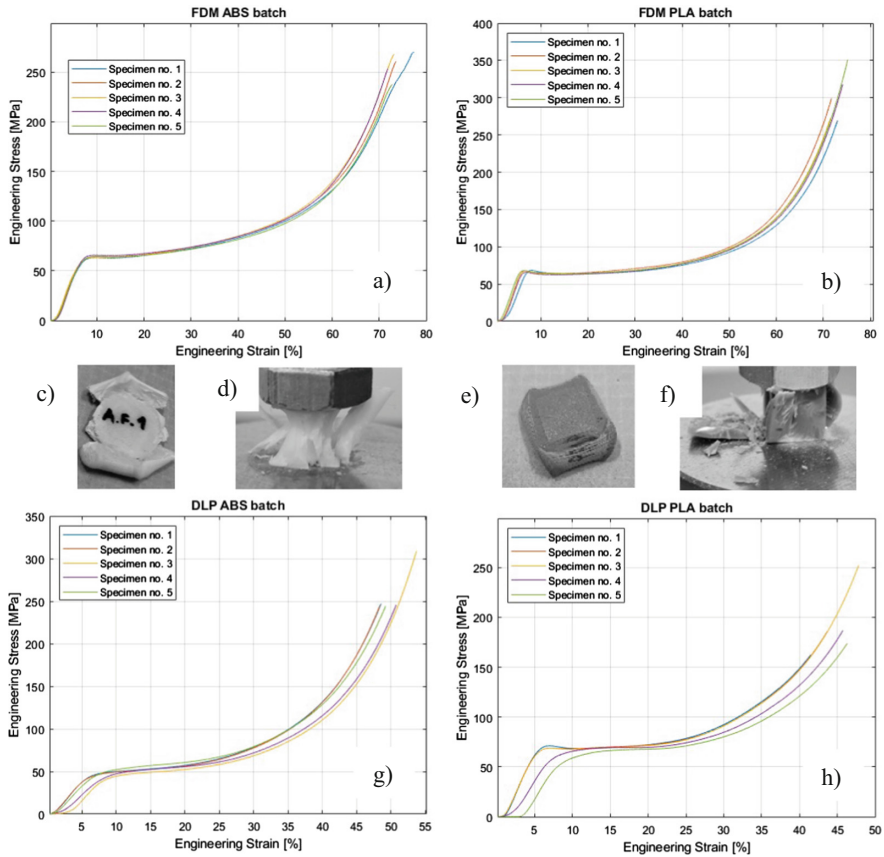 FDM ABS batch
Engineering Stress [MPa]
250
200
150
100
50
0
Specimen no. 1
Specimen no. 2
Specimen no. 3
Specimen no. 4
Specimen no. 5
a)
10 20 30 40 50 60 70 80
Engineering Strain [%]
FDM PLA batch
Engineering Stress [MPa]
400
350
300
250
200
150
100
50
0
Specimen no. 1
Specimen no. 2
Specimen no. 3
Specimen no. 4
Specimen no. 5
b)
10 20 30 40 50 60 70 80
Engineering Strain [%]
c)
A.F.1
d)
e)
f)
DLP ABS batch
Engineering Stress [MPa]
350
300
250
200
150
100
50
0
Specimen no. 1
Specimen no. 2
Specimen no. 3
Specimen no. 4
Specimen no. 5
g)
5 10 15 20 25 30 35 40 45 50 55
Engineering Strain [%]
DLP PLA batch
Engineering Stress [MPa]
250
200
150
100
50
0
Specimen no. 1
Specimen no. 2
Specimen no. 3
Specimen no. 4
Specimen no. 5
h)
5 10 15 20 25 30 35 40 45 50
Engineering Strain [%]